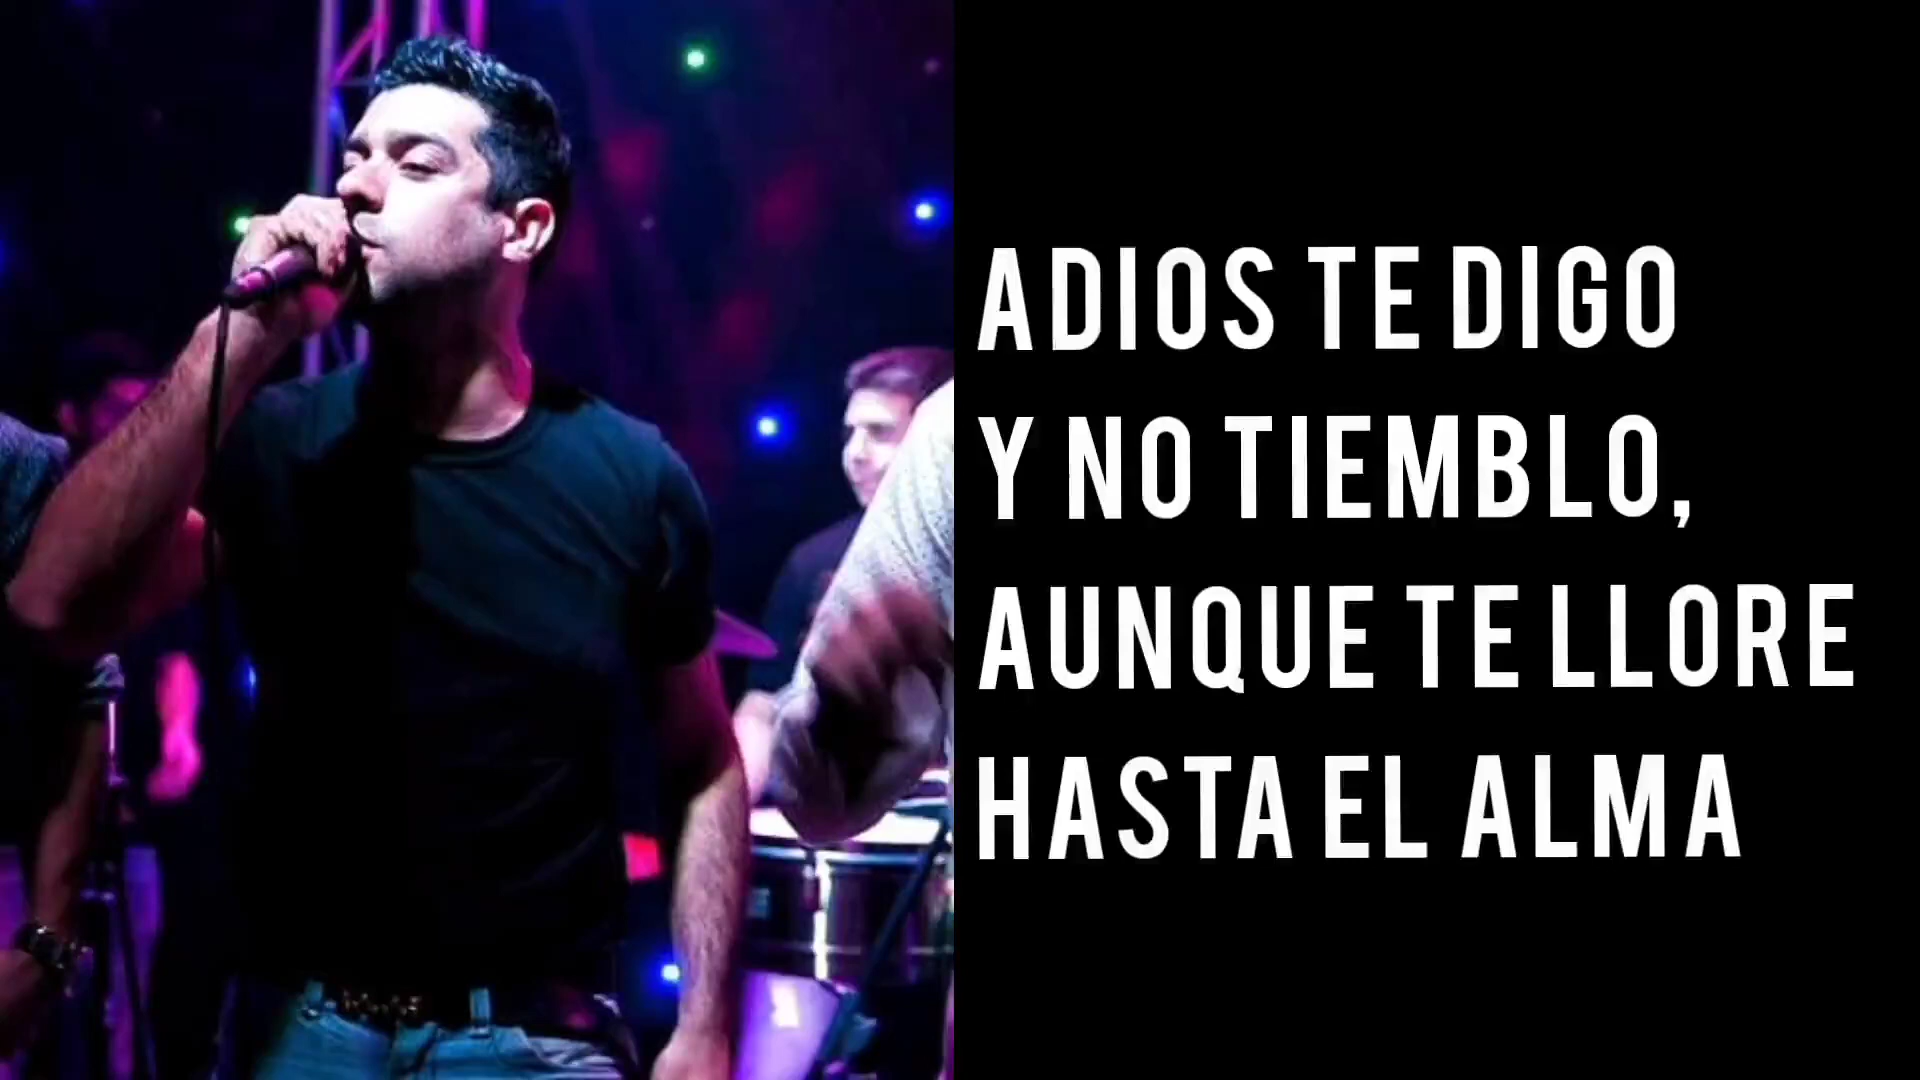 ADIOS TE DIGO
Y NO TIEMBLO,
AUNQUE TE LLORE
HASTA EL ALMA